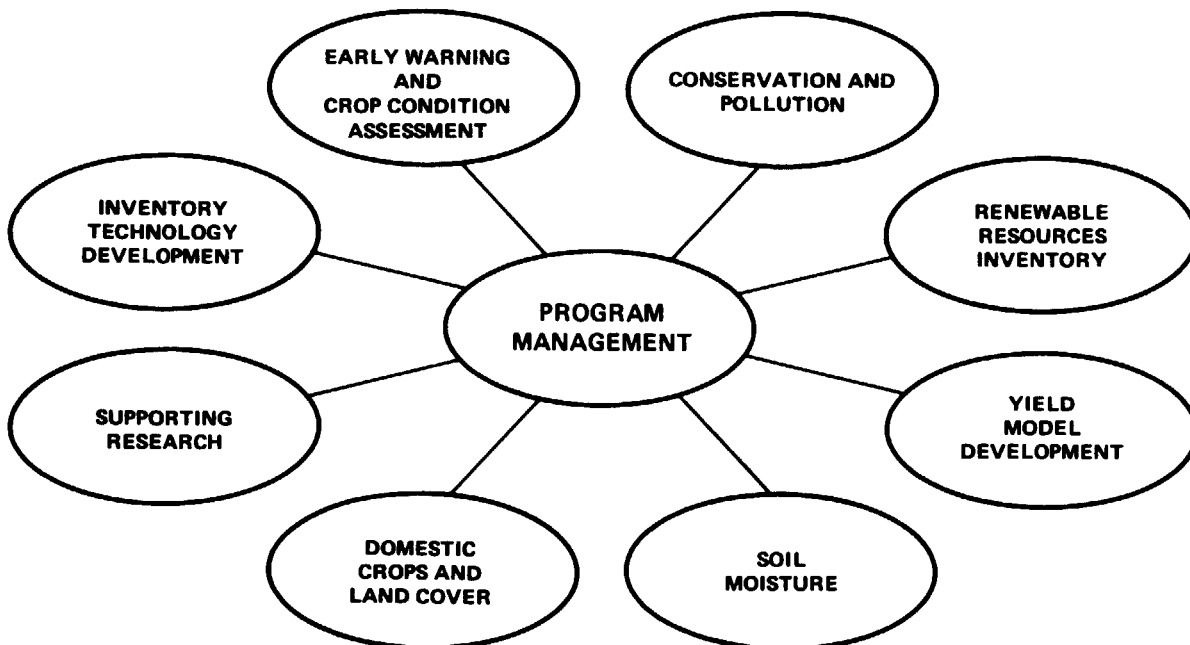 EARLY WARNING
AND
CROP CONDITION
ASSESSMENT
CONSERVATION AND
POLLUTION
INVENTORY
TECHNOLOGY
DEVELOPMENT
RENEWABLE
RESOURCES
INVENTORY
PROGRAM
MANAGEMENT
SUPPORTING
RESEARCH
YIELD
MODEL
DEVELOPMENT
DOMESTIC
CROPS AND
LAND COVER
SOIL
MOISTURE